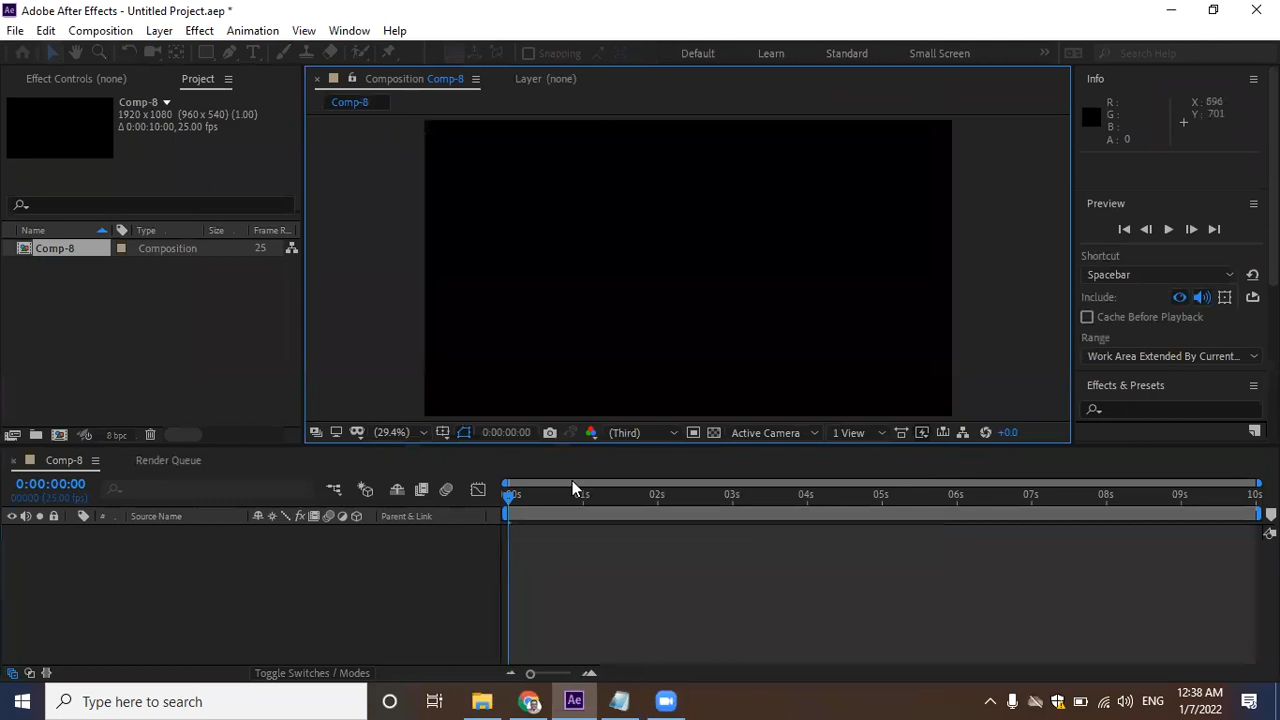 Adobe After Effects - Untitled Project.aep *
File Edit Composition Layer Effect Animation View Window Help
Snapping Default Learn Standard Small Screen Search Help
Effect Controls (none) Project
Comp-8
1920 x 1080 (960 x 540) (1.00)
Δ 0:00:10:00, 25.00 fps
Name Type Size Frame R...
Comp-8 Composition 25
8 bpc
Composition Comp-8 Layer (none)
Comp-8
(29.4%) 0:00:00:00 (Third) Active Camera 1 View +0.0
Info
R :
G :
B :
A : 0
X : 896
Y : 701
Preview
Shortcut
Spacebar
Include:
Cache Before Playback
Range
Work Area Extended By Current...
Effects & Presets
Comp-8 Render Queue
0:00:00:00
00000 (25.00 fps)
# Source Name Parent & Link
02s 03s 04s 05s 06s 07s 08s 09s 10s
Toggle Switches / Modes
Type here to search
Ae
ENG
12:38 AM
1/7/2022